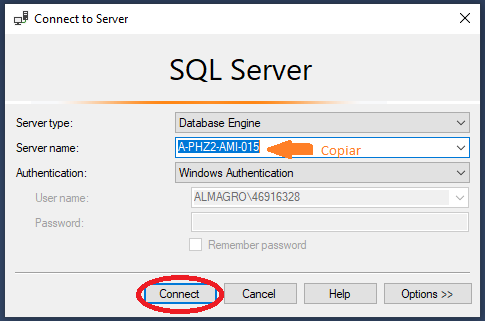 Connect to Server
SQL Server
Server type: Database Engine
Server name: A-PHZ2-AMI-015 Copiar
Authentication: Windows Authentication
User name: ALMAGRO\46916328
Password:
Remember password
Connect Cancel Help Options >>